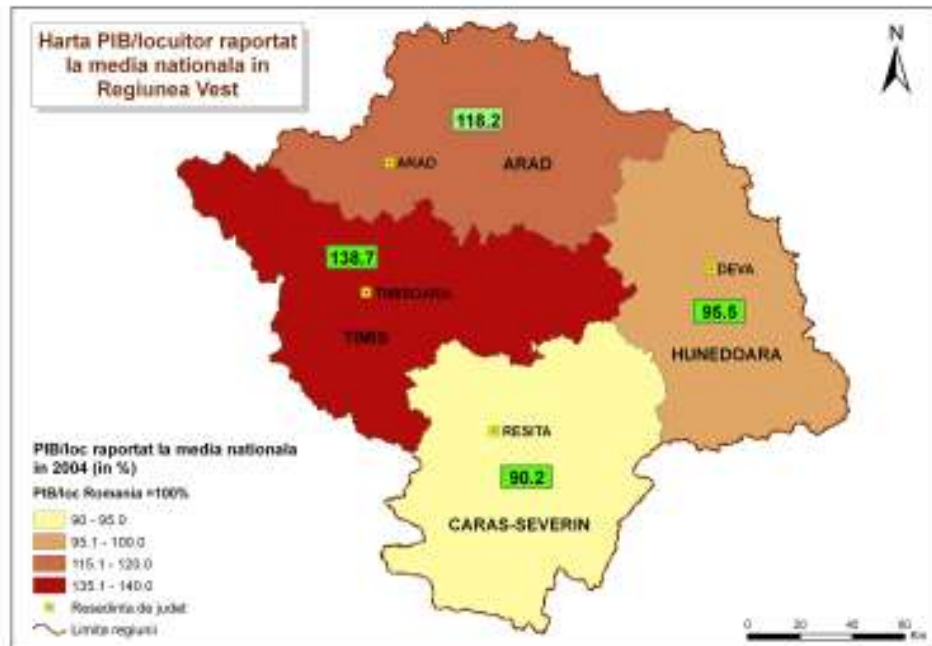 Harta PIB/locuitor raportat
la media nationala in
Regiunea Vest
N
118.2
ARAD
ARAD
138.7
TIMISOARA
TIMIS
DEVA
95.5
HUNEDOARA
RESITA
90.2
CARAS-SEVERIN
PIB/loc raportat la media nationala
in 2004 (in %)
PIB/loc Romania =100%
90 - 95.0
95.1 - 100.0
115.1 - 120.0
135.1 - 140.0
Resedinta de judet
Limita regiunii
0 20 40 60
Km